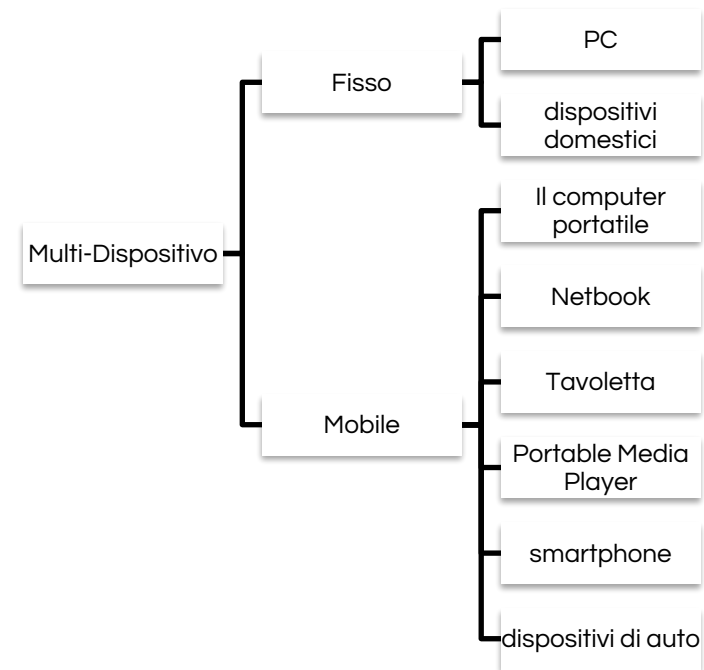 Multi-Dispositivo
Fisso
PC
dispositivi
domestici
Mobile
Il computer
portatile
Netbook
Tavoletta
Portable Media
Player
smartphone
dispositivi di auto